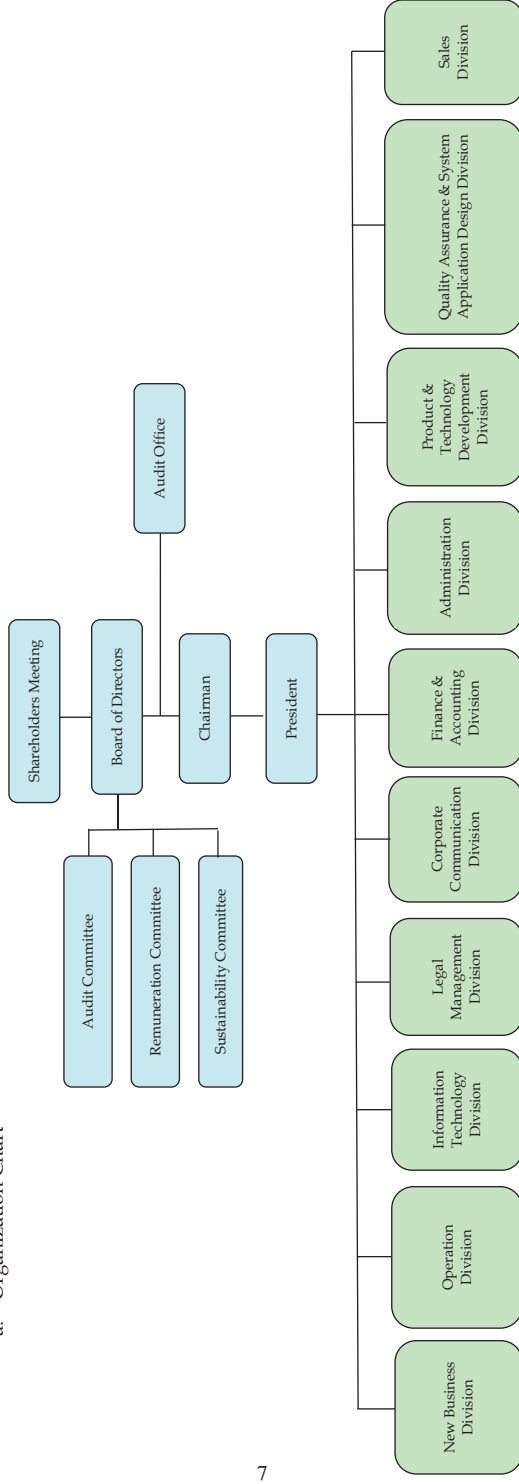 a. Organization Chart
Shareholders Meeting
Board of Directors
Audit Office
Chairman
President
Audit Committee
Remuneration Committee
Sustainability Committee
New Business
Division
Operation
Division
Information
Technology
Division
Legal
Management
Division
Corporate
Communication
Division
Finance &
Accounting
Division
Administration
Division
Product &
Technology
Development
Division
Quality Assurance & System
Application Design Division
Sales
Division
7